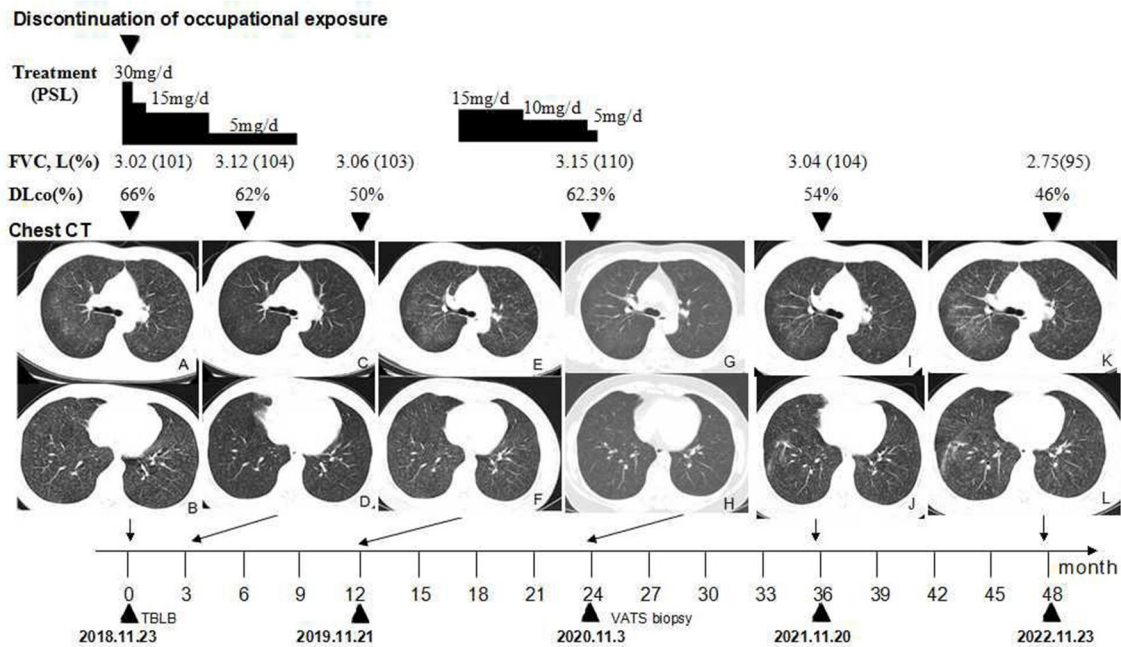 Discontinuation of occupational exposure
Treatment
(PSL)
30mg/d
15mg/d
5mg/d
15mg/d
10mg/d
5mg/d
FVC, L(%) 3.02 (101) 3.12 (104) 3.06 (103) 3.15 (110) 3.04 (104) 2.75(95)
DLco(%) 66% 62% 50% 62.3% 54% 46%
Chest CT
A C E G I K
B D F H J L
month
0 3 6 9 12 15 18 21 24 27 30 33 36 39 42 45 48
TBLB VATS biopsy
2018.11.23 2019.11.21 2020.11.3 2021.11.20 2022.11.23